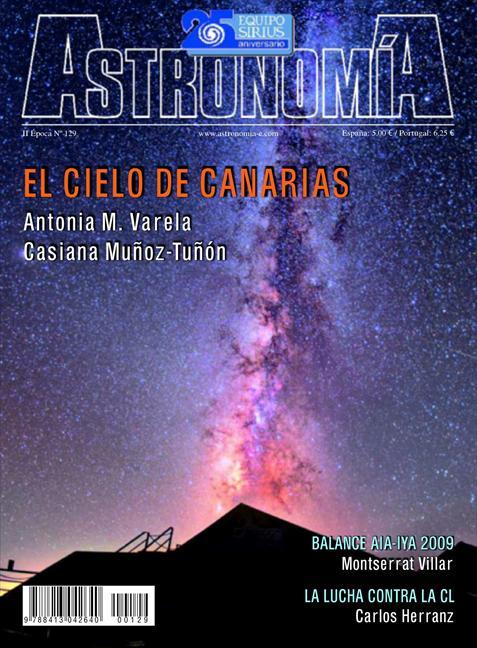 25 EQUIPO
SIRIUS
aniversario
ASTRONOMÍA
II Época Nº 129
www.astronomia-e.com
España: 5.00 € / Portugal: 6,25 €
EL CIELO DE CANARIAS
Antonia M. Varela
Casiana Muñoz-Tuñón
BALANCE AIA-IYA 2009
Montserrat Villar
LA LUCHA CONTRA LA CL
Carlos Herranz
9 788413 042640
00129